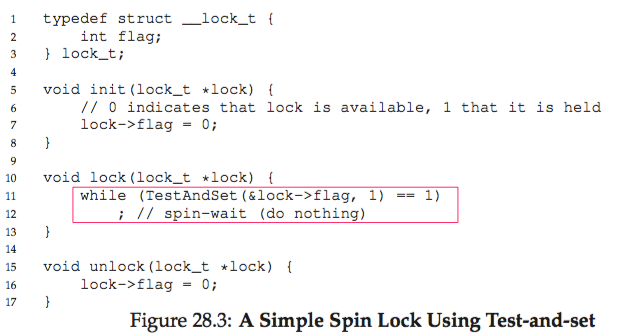 1 typedef struct __lock_t {
2 int flag;
3 } lock_t;
4
5 void init(lock_t *lock) {
6 // 0 indicates that lock is available, 1 that it is held
7 lock->flag = 0;
8 }
9
10 void lock(lock_t *lock) {
11 while (TestAndSet(&lock->flag, 1) == 1)
12 ; // spin-wait (do nothing)
13 }
14
15 void unlock(lock_t *lock) {
16 lock->flag = 0;
17 }
Figure 28.3: A Simple Spin Lock Using Test-and-set